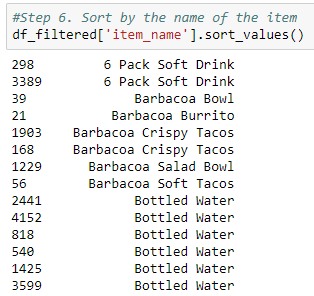 #Step 6. Sort by the name of the item
df_filtered['item_name'].sort_values()
298 6 Pack Soft Drink
3389 6 Pack Soft Drink
39 Barbacoa Bowl
21 Barbacoa Burrito
1903 Barbacoa Crispy Tacos
168 Barbacoa Crispy Tacos
1229 Barbacoa Salad Bowl
56 Barbacoa Soft Tacos
2441 Bottled Water
4152 Bottled Water
818 Bottled Water
540 Bottled Water
1425 Bottled Water
3599 Bottled Water